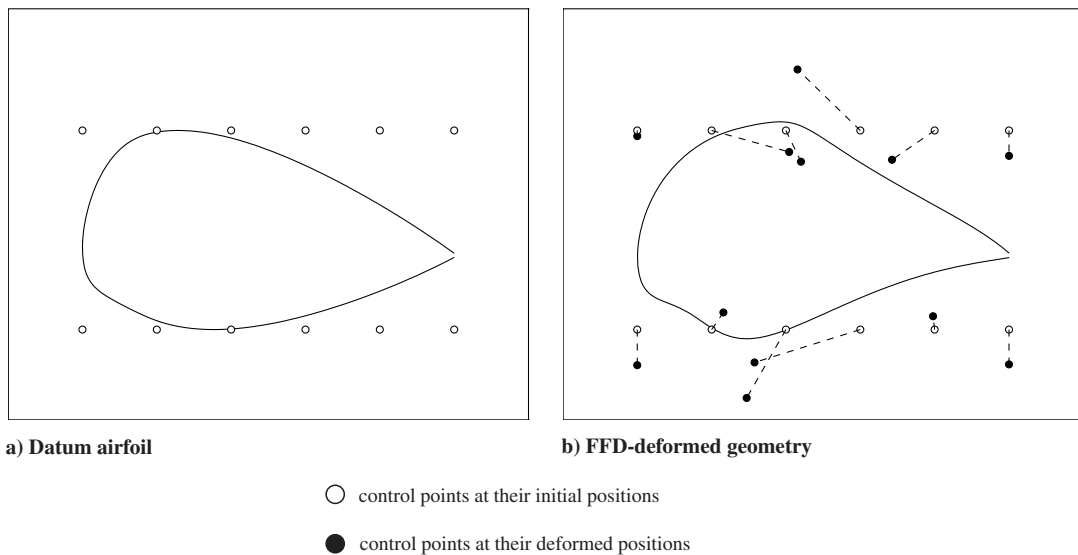 a) Datum airfoil
b) FFD-deformed geometry
control points at their initial positions
control points at their deformed positions